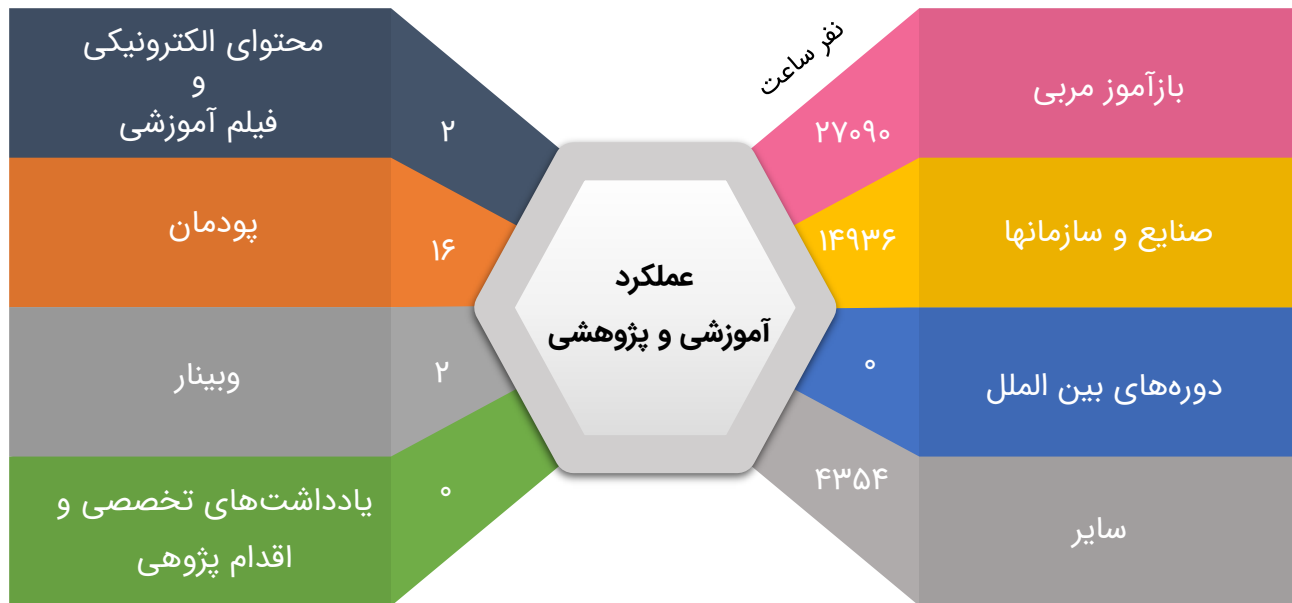 نفر ساعت
بازآموز مربی
۲۷۰۹۰
صنایع و سازمانها
۱۴۹۳۶
دوره‌های بین الملل
۰
سایر
۴۳۵۴
عملکرد
آموزشی و پژوهشی
محتوای الکترونیکی
و
فیلم آموزشی
۲
پودمان
۱۶
وبینار
۲
یادداشت‌های تخصصی و
اقدام پژوهی
۰